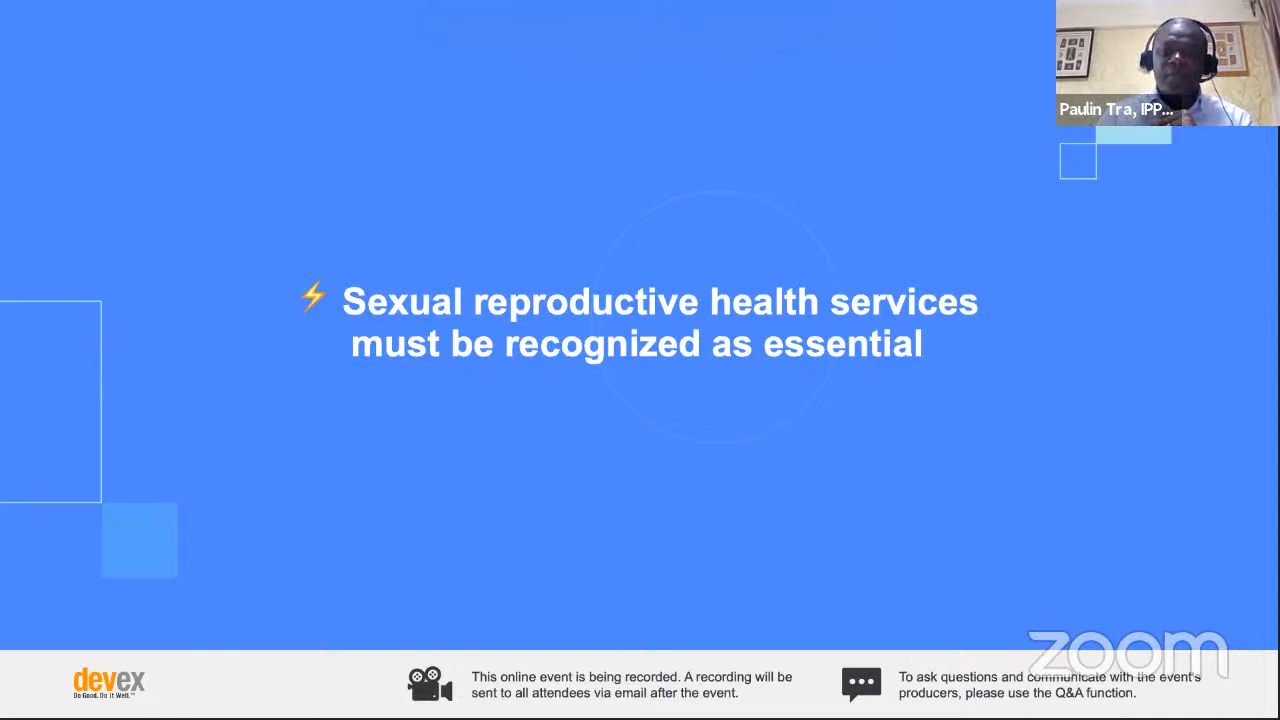 Paulin Tra, IPP...
⚡ Sexual reproductive health services
must be recognized as essential
zoom
devex
Do Good. Do It Well.™
This online event is being recorded. A recording will be
sent to all attendees via email after the event.
To ask questions and communicate with the event's
producers, please use the Q&A function.